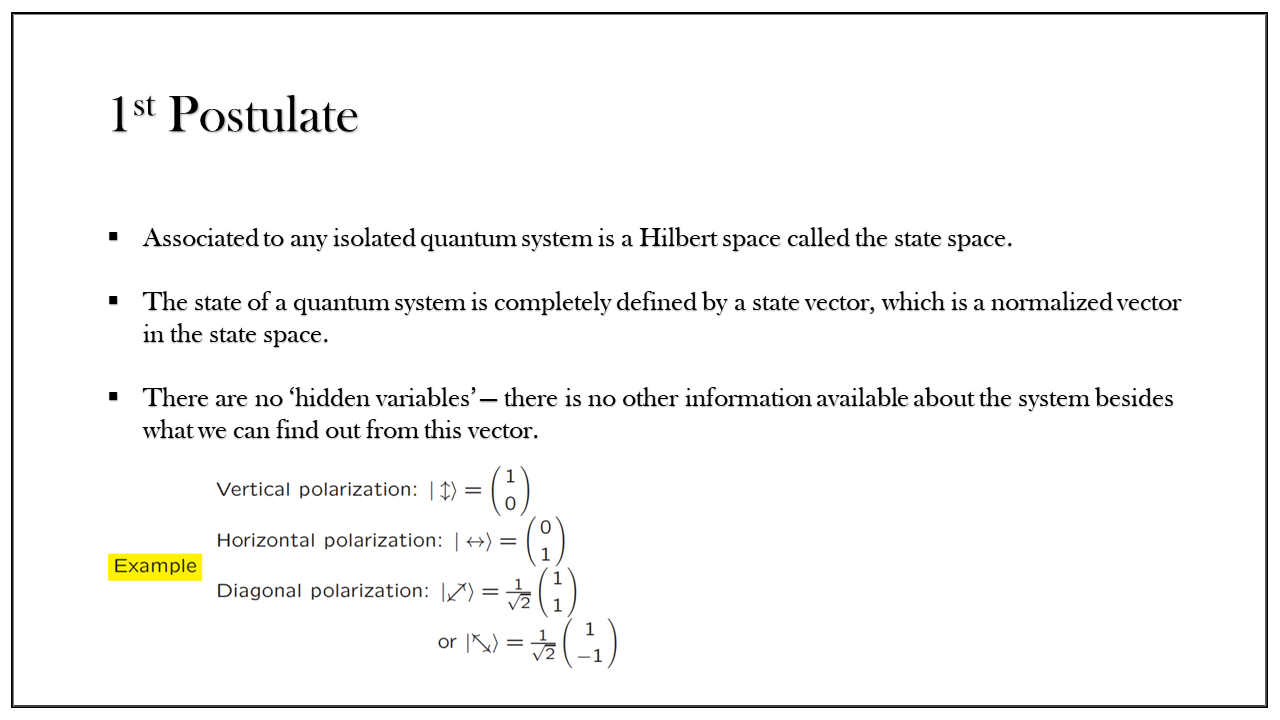 1st Postulate
▪ Associated to any isolated quantum system is a Hilbert space called the state space.
▪ The state of a quantum system is completely defined by a state vector, which is a normalized vector
in the state space.
▪ There are no ‘hidden variables’ — there is no other information available about the system besides
what we can find out from this vector.
Vertical polarization: |↕⟩ = (1 0)
Horizontal polarization: |↔⟩ = (0 1)
Example
Diagonal polarization: |⤢⟩ = 1/√2 (1 1)
or |⤡⟩ = 1/√2 (1 −1)